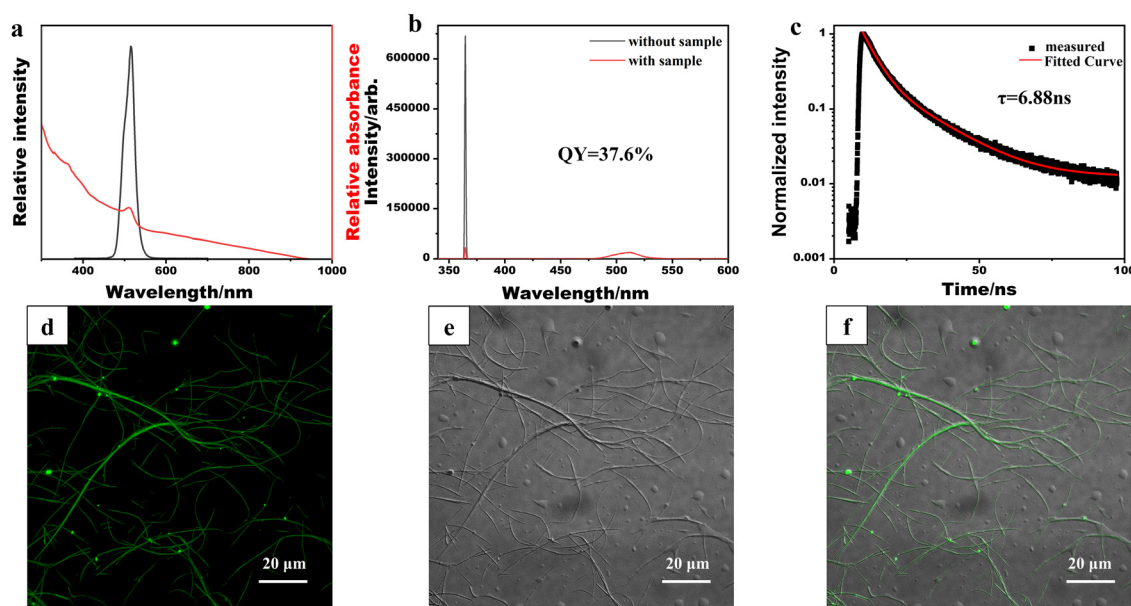 a
Relative intensity
Relative absorbance
400
600
800
1000
Wavelength/nm
b
Intensity/arb.
600000
450000
300000
150000
0
without sample
with sample
QY=37.6%
350
400
450
500
550
600
Wavelength/nm
c
Normalized intensity
1
0.1
0.01
0.001
measured
Fitted Curve
τ=6.88ns
0
50
100
Time/ns
d
20 µm
e
20 µm
f
20 µm